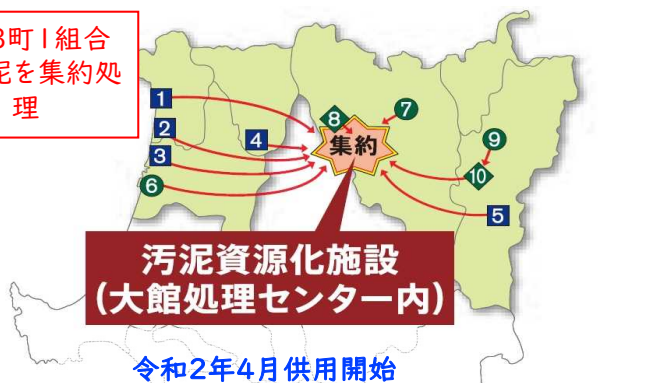 3町1組合
泥を集約処
理
1
2
3
4
6
8
7
9
10
5
集約
汚泥資源化施設
(大館処理センター内)
令和2年4月供用開始